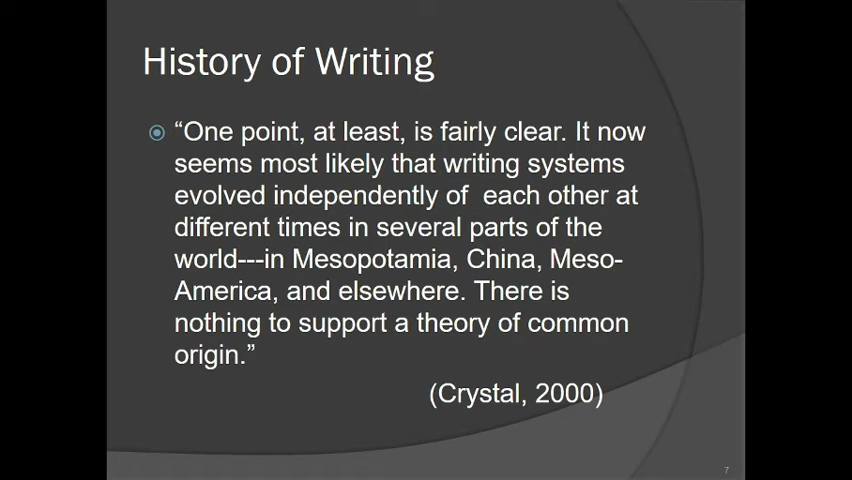 History of Writing
“One point, at least, is fairly clear. It now
seems most likely that writing systems
evolved independently of  each other at
different times in several parts of the
world---in Mesopotamia, China, Meso-
America, and elsewhere. There is
nothing to support a theory of common
origin.”
(Crystal, 2000)
7